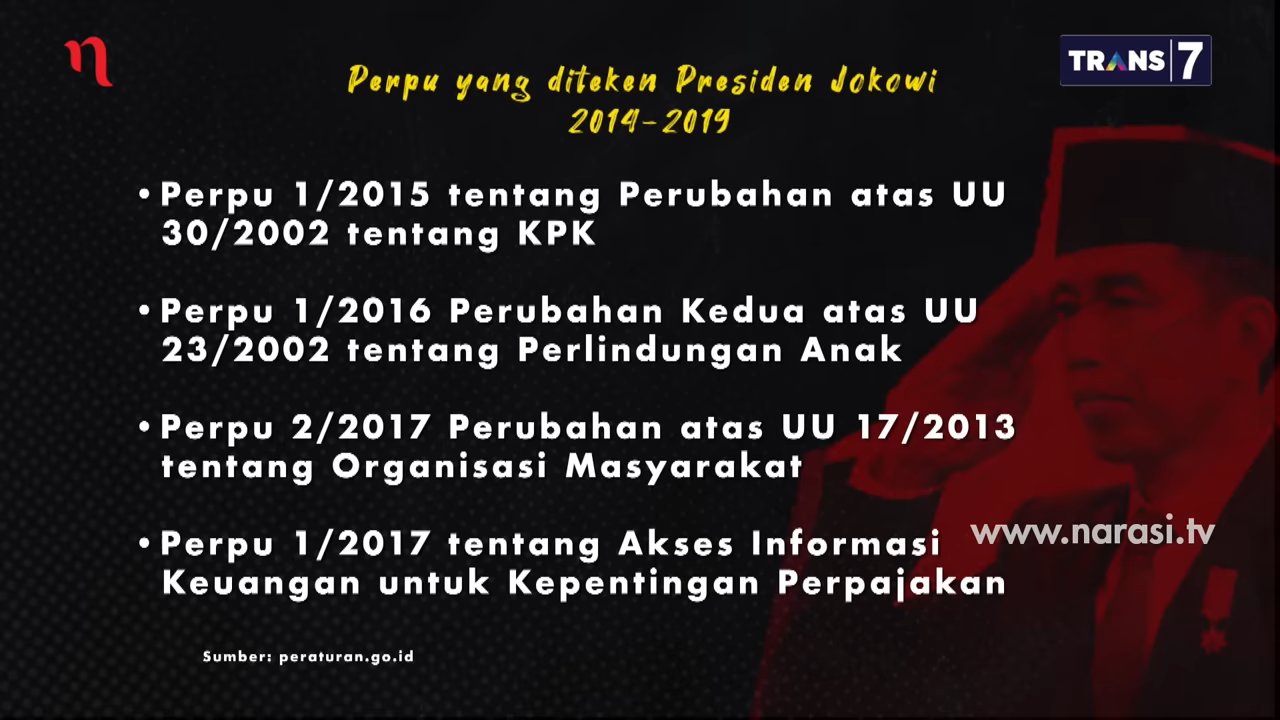 n
TRANS 7
Perpu yang diteken Presiden Jokowi
2014-2019
• Perpu 1/2015 tentang Perubahan atas UU
30/2002 tentang KPK
• Perpu 1/2016 Perubahan Kedua atas UU
23/2002 tentang Perlindungan Anak
• Perpu 2/2017 Perubahan atas UU 17/2013
tentang Organisasi Masyarakat
• Perpu 1/2017 tentang Akses Informasi
Keuangan untuk Kepentingan Perpajakan
www.narasi.tv
Sumber: peraturan.go.id